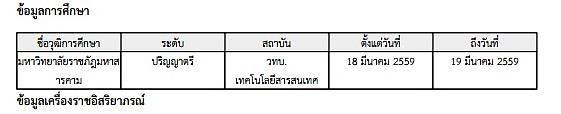 ข้อมูลการศึกษา
ชื่อวุฒิการศึกษา ระดับ สถาบัน ตั้งแต่วันที่ ถึงวันที่
มหาวิทยาลัยราชภัฎมหาส ปริญญาตรี วทบ. 18 มีนาคม 2559 19 มีนาคม 2559
ารคาม เทคโนโลยีสารสนเทศ
ข้อมูลเครื่องราชอิสริยาภรณ์